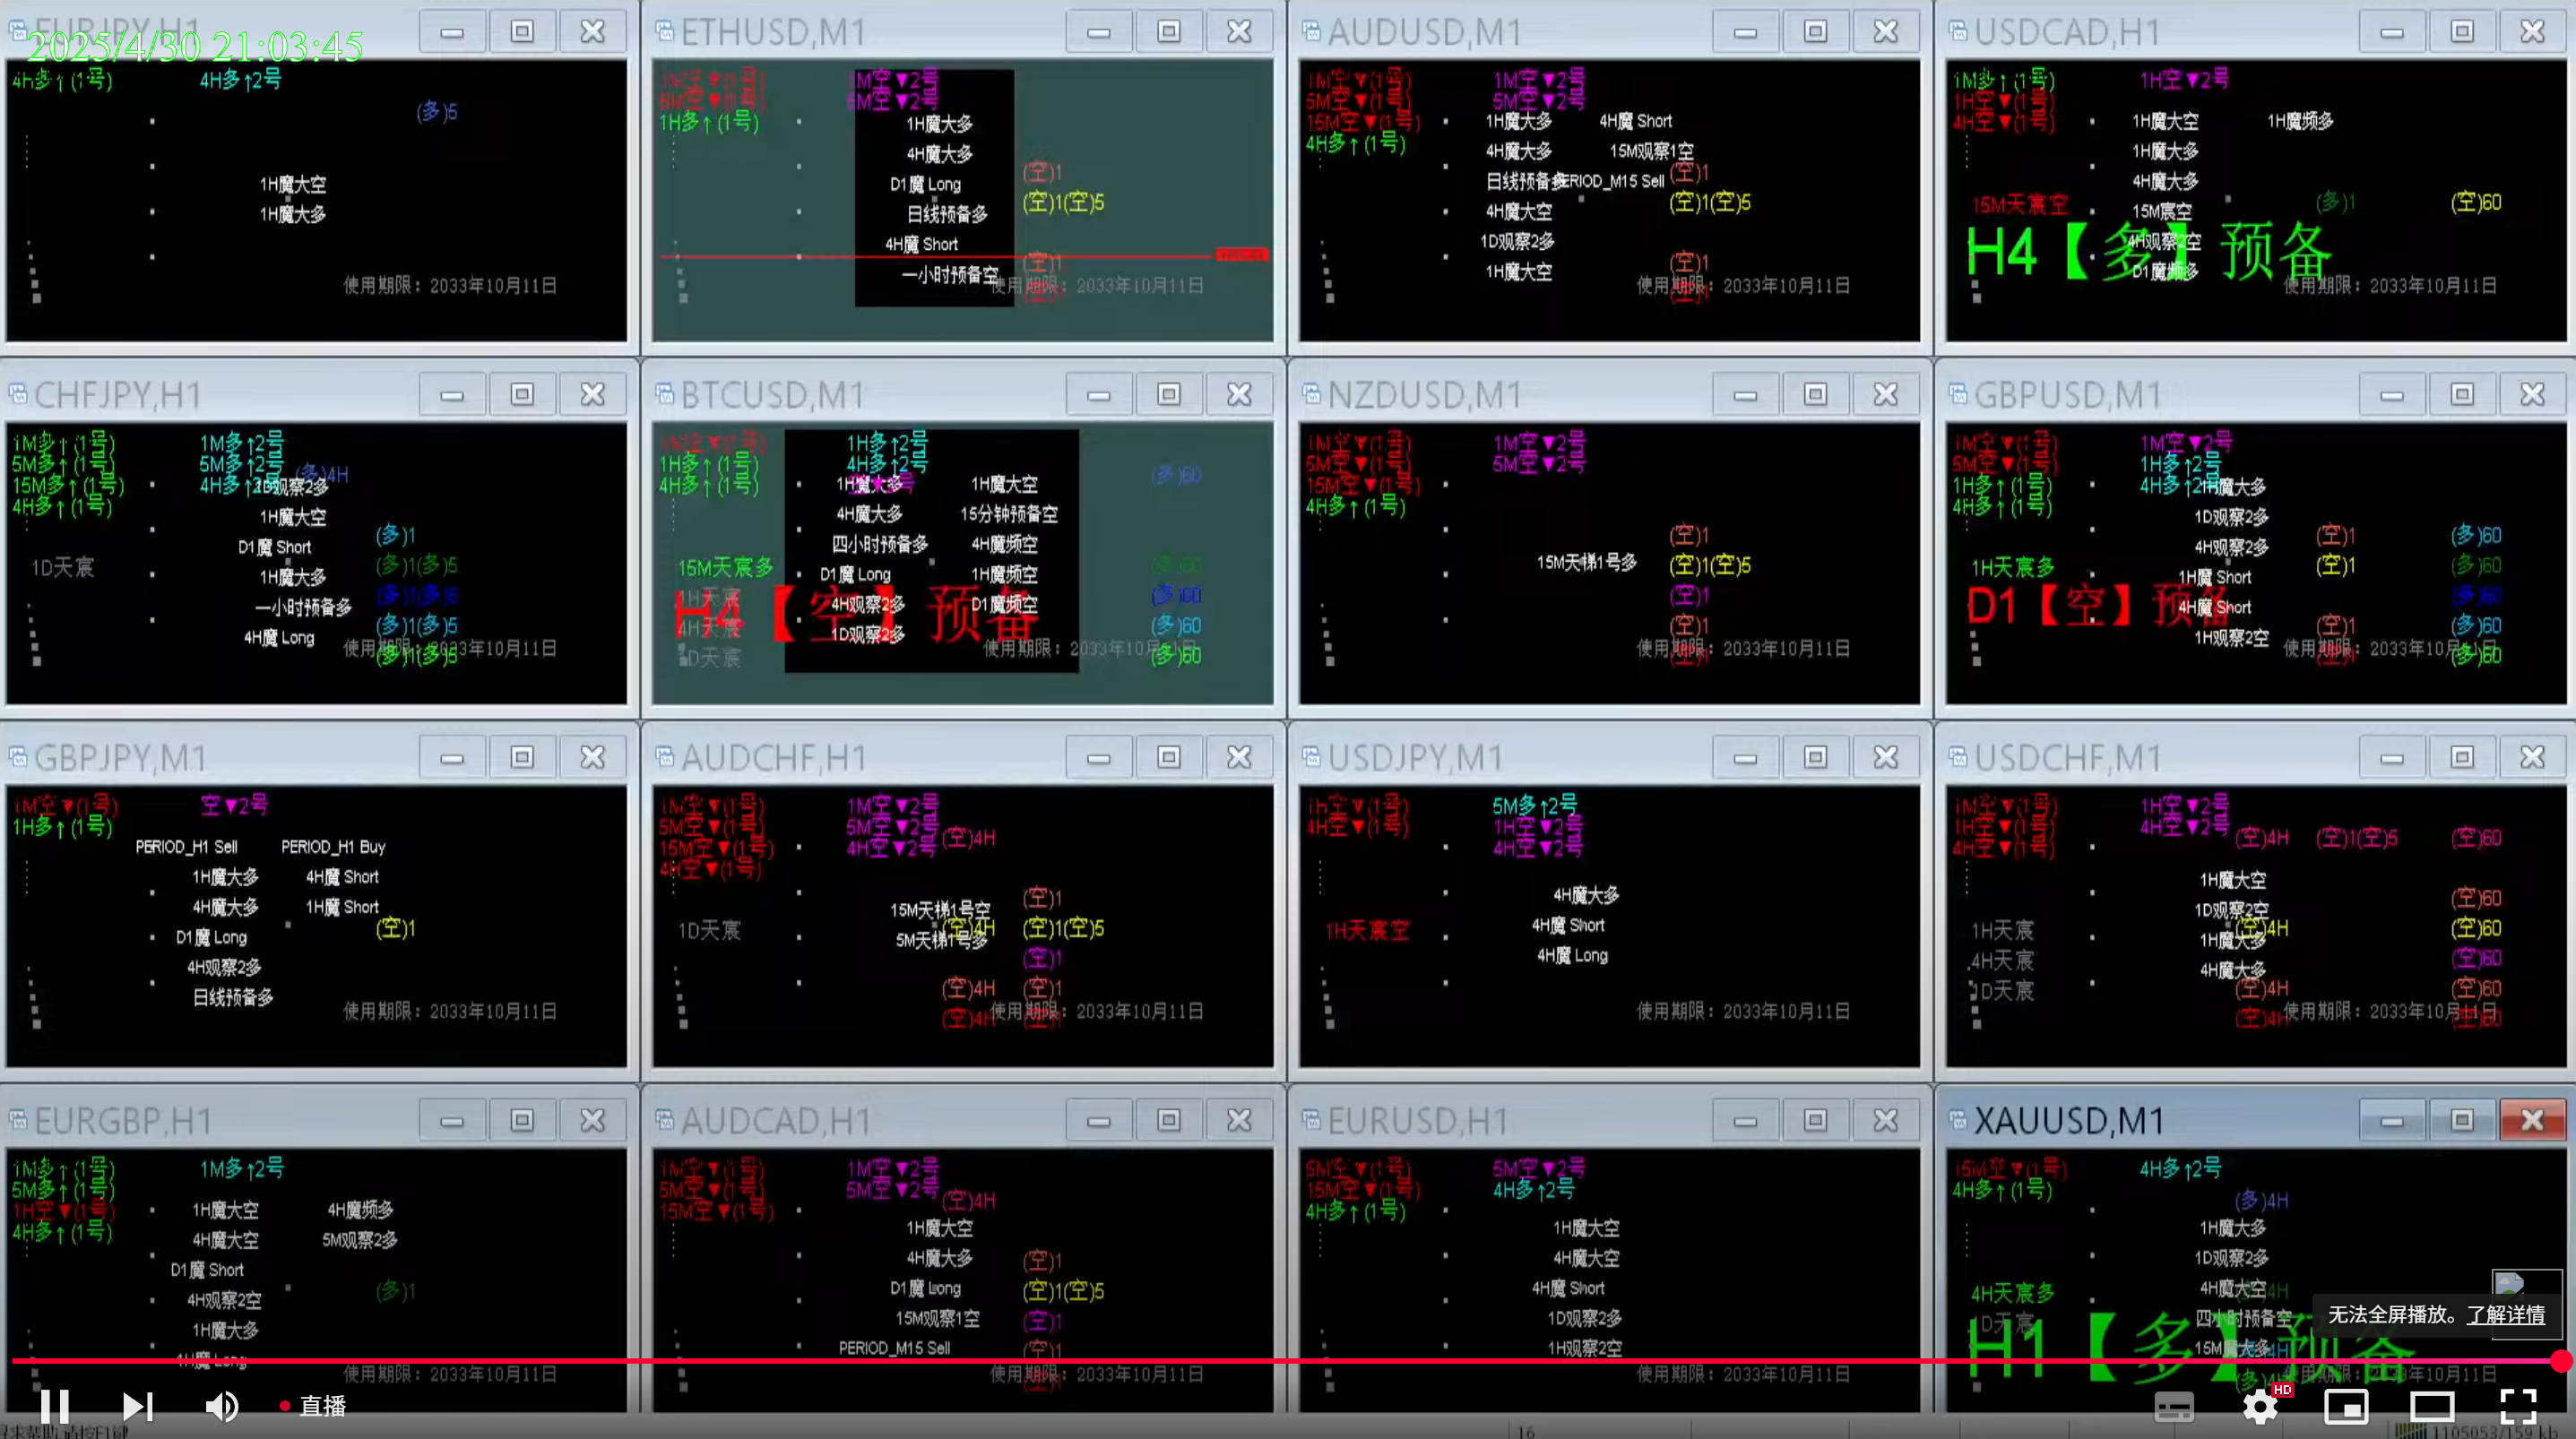 EURJPY,H1
2025/4/30 21:03:45
4H多↑(1号) 4H多↑2号
(多)5
1H魔大空
1H魔大多
使用期限：2033年10月11日
ETHUSD,M1
1M空▼(1号) 1M空▼2号
5M空▼(1号) 5M空▼2号
1H多↑(1号) 1H魔大多
4H魔大多
(空)1
D1魔 Long
(空)1(空)5
日线预备多
4H魔 Short
(空)1
一小时预备空
使用期限：2033年10月11日
AUDUSD,M1
1M空▼(1号) 1M空▼2号
5M空▼(1号) 5M空▼2号
15M空▼(1号) 1H魔大多 4H魔 Short
4H多↑(1号) 4H魔大多 15M观察1空
(空)1
日线预备多 PERIOD_M15 Sell
(空)1(空)5
4H魔大空
1D观察2多
(空)1
1H魔大空
使用期限：2033年10月11日
USDCAD,H1
1M多↑(1号) 1H空▼2号
1H空▼(1号)
4H空▼(1号) 1H魔大空 1H魔频多
1H魔大多
4H魔大多
15M天宸空 15M宸空 (多)1 (空)60
H4【多】预备
4H观察2空
D1魔频多
使用期限：2033年10月11日
CHFJPY,H1
1M多↑(1号) 1M多↑2号
5M多↑(1号) 5M多↑2号 (多)4H
15M多↑(1号) 4H多↑2号 1D观察2多
4H多↑(1号) 1H魔大空
(多)1
D1魔 Short
1D天宸 (多)1(多)5
1H魔大多
(多)1(多)5
一小时预备多
(多)1(多)5
4H魔 Long
(多)1(多)5
使用期限：2033年10月11日
BTCUSD,M1
1M空▼(1号) 1H多↑2号
1H多↑(1号) 4H多↑2号 (多)60
4H多↑(1号) 1H魔大多 1H魔大空
4H魔大多 15分钟预备空
四小时预备多 4H魔频空
15M天宸多 (多)60
D1魔 Long 1H魔频空
1H天宸 4H观察2多 D1魔频空 (多)60
H4【空】预备
4H天宸 1D观察2多 (多)60
1D天宸 (多)60
使用期限：2033年10月11日
NZDUSD,M1
1M空▼(1号) 1M空▼2号
5M空▼(1号) 5M空▼2号
15M空▼(1号)
4H多↑(1号)
(空)1
15M天梯1号多 (空)1(空)5
(空)1
(空)1
使用期限：2033年10月11日
GBPUSD,M1
1M空▼(1号) 1M空▼2号
5M空▼(1号) 1H多↑2号
1H多↑(1号) 4H多↑2号 1H魔大多
4H多↑(1号) 1D观察2多
4H观察2多 (空)1 (多)60
1H天宸多 (空)1 (多)60
1H魔 Short
(多)60
D1【空】预备
4H魔 Short
(空)1 (多)60
1H观察2空
(多)60
使用期限：2033年10月11日
GBPJPY,M1
1M空▼(1号) 空▼2号
1H多↑(1号)
PERIOD_H1 Sell PERIOD_H1 Buy
1H魔大多 4H魔 Short
4H魔大多 1H魔 Short
(空)1
D1魔 Long
4H观察2多
日线预备多
使用期限：2033年10月11日
AUDCHF,H1
1M空▼(1号) 1M空▼2号
5M空▼(1号) 5M空▼2号
15M空▼(1号) 4H空▼2号 (空)4H
4H空▼(1号)
(空)1
15M天梯1号空
1D天宸 (空)4H (空)1(空)5
5M天梯1号多
(空)1
(空)4H (空)1
(空)4H
使用期限：2033年10月11日
USDJPY,M1
1H空▼(1号) 5M多↑2号
4H空▼(1号) 1H空▼2号
4H空▼2号
4H魔大多
1H天宸空 4H魔 Short
4H魔 Long
使用期限：2033年10月11日
USDCHF,M1
1M空▼(1号) 1H空▼2号
1H空▼(1号) 4H空▼2号
4H空▼(1号) (空)4H (空)1(空)5 (空)60
1H魔大空
(空)60
1D观察2空
1H天宸 (空)4H (空)60
1H魔大多
4H天宸 4H魔大多 (空)60
1D天宸 (空)4H (空)60
(空)4H (空)60
使用期限：2033年10月11日
EURGBP,H1
1M多↑(1号) 1M多↑2号
5M多↑(1号)
1H空▼(1号) 1H魔大空 4H魔频多
4H多↑(1号) 4H魔大空 5M观察2多
D1魔 Short
(多)1
4H观察2空
1H魔大多
4H魔 Long
使用期限：2033年10月11日
AUDCAD,H1
1M空▼(1号) 1M空▼2号
5M空▼(1号) 5M空▼2号 (空)4H
15M空▼(1号)
1H魔大空
4H魔大多 (空)1
D1魔 Long (空)1(空)5
15M观察1空 (空)1
PERIOD_M15 Sell (空)1
使用期限：2033年10月11日
EURUSD,H1
5M空▼(1号) 5M空▼2号
15M空▼(1号) 4H多↑2号
4H多↑(1号)
1H魔大空
4H魔大空
4H魔 Short
1D观察2多
1H观察2空
使用期限：2033年10月11日
XAUUSD,M1
15M空▼(1号) 4H多↑2号
4H多↑(1号) (多)4H
1H魔大多
1D观察2多
4H天宸多 4H魔大空
1D天宸 四小时预备空
H1【多】预备
15M魔大多
使用期限：2033年10月11日
无法全屏播放。了解详情
直播
HD
16
1105053/159 kb